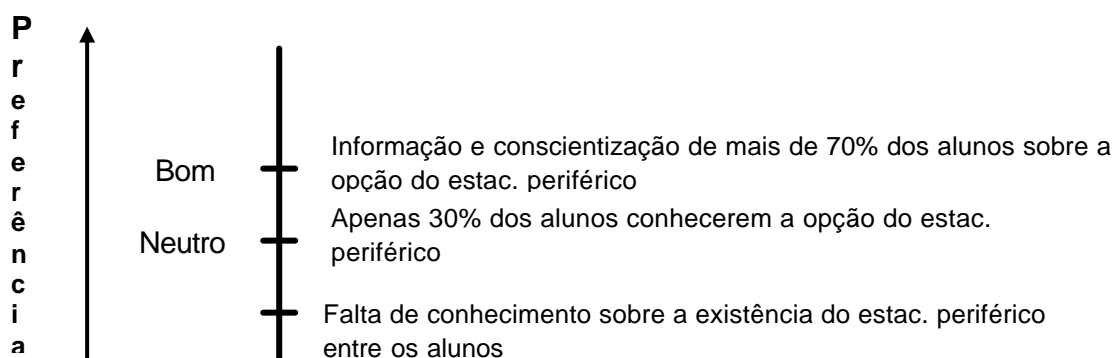 Preferência
Bom
Informação e conscientização de mais de 70% dos alunos sobre a
opção do estac. periférico
Neutro
Apenas 30% dos alunos conhecerem a opção do estac.
periférico
Falta de conhecimento sobre a existência do estac. periférico
entre os alunos